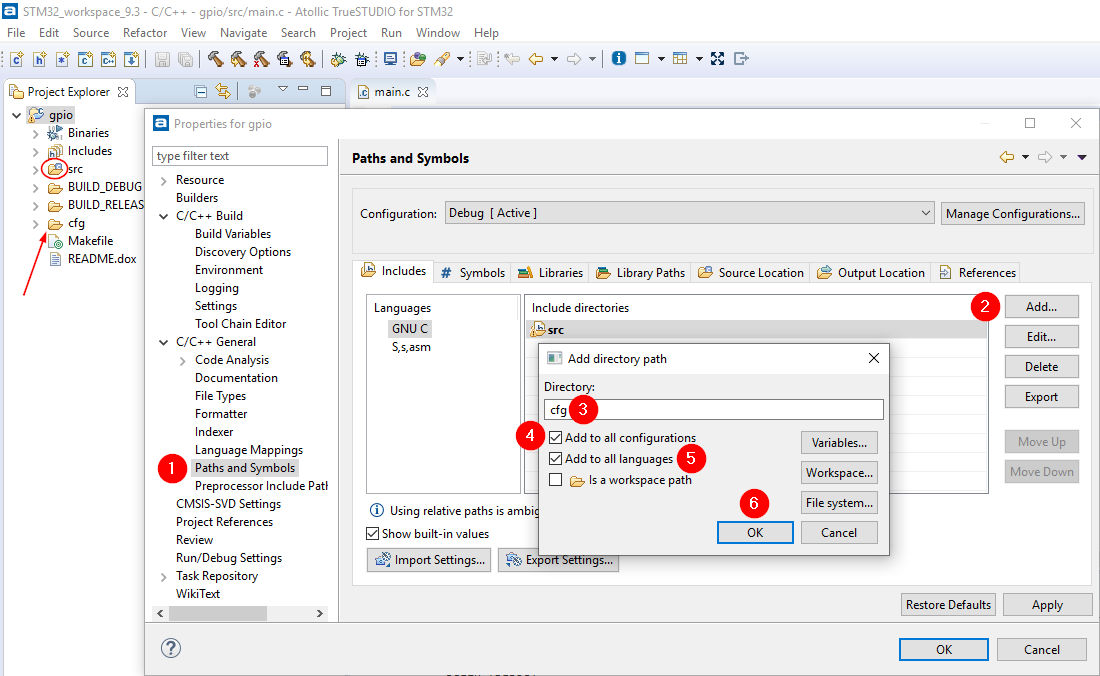 STM32_workspace_9.3 - C/C++ - gpio/src/main.c - Atollic TrueSTUDIO for STM32
File Edit Source Refactor View Navigate Search Project Run Window Help
Project Explorer
main.c
gpio
Binaries
Includes
src
BUILD_DEBUG
BUILD_RELEAS
cfg
Makefile
README.dox
Properties for gpio
type filter text
Resource
Builders
C/C++ Build
Build Variables
Discovery Options
Environment
Logging
Settings
Tool Chain Editor
C/C++ General
Code Analysis
Documentation
File Types
Formatter
Indexer
Language Mappings
1 Paths and Symbols
Preprocessor Include Patl
CMSIS-SVD Settings
Project References
Review
Run/Debug Settings
Task Repository
WikiText
Paths and Symbols
Configuration: Debug [ Active ] Manage Configurations...
Includes # Symbols Libraries Library Paths Source Location Output Location References
Languages
GNU C
S,s,asm
Include directories
src
2 Add...
Edit...
Delete
Export
Move Up
Move Down
Add directory path
Directory:
cfg 3
4 Add to all configurations
Add to all languages 5
Is a workspace path
Variables...
Workspace...
File system...
6
OK Cancel
Using relative paths is ambig
Show built-in values
Import Settings... Export Settings...
Restore Defaults Apply
OK Cancel